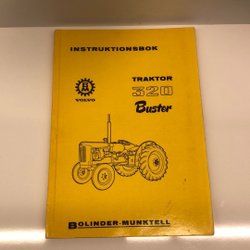 INSTRUKTIONSBOK
TRAKTOR
320
VOLVO
Buster
BOLINDER-MUNKTELL